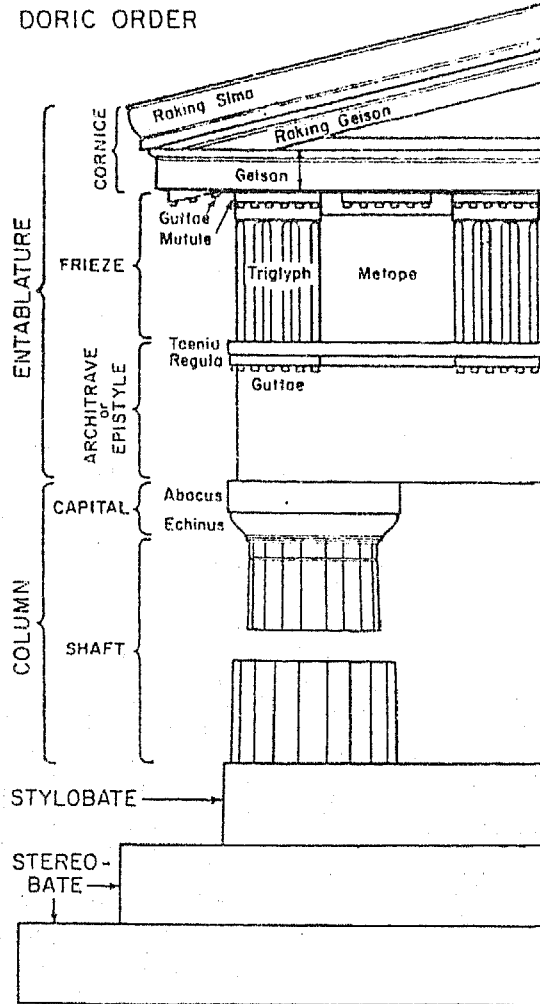 DORIC ORDER
Raking Sima
Raking Geison
CORNICE
Geison
Guttae
Mutule
ENTABLATURE
FRIEZE
Triglyph
Metope
Taenia
Regula
Guttae
ARCHITRAVE
or
EPISTYLE
CAPITAL
Abacus
Echinus
COLUMN
SHAFT
STYLOBATE
STEREO-
BATE